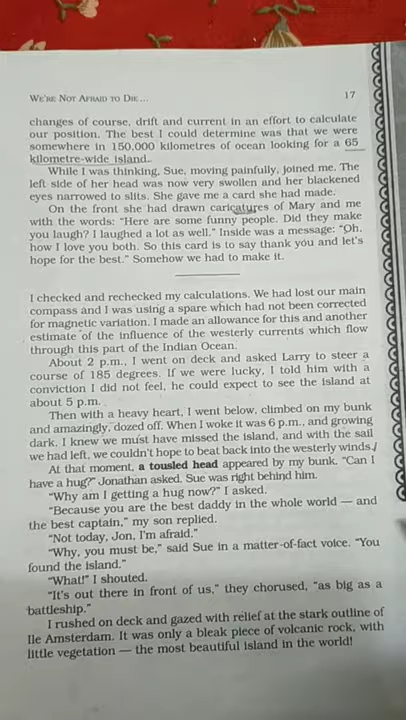 WE'RE NOT AFRAID TO DIE...
17
changes of course, drift and current in an effort to calculate
our position. The best I could determine was that we were
somewhere in 150,000 kilometres of ocean looking for a 65
kilometre-wide island.
While I was thinking, Sue, moving painfully, joined me. The
left side of her head was now very swollen and her blackened
eyes narrowed to slits. She gave me a card she had made.
On the front she had drawn caricatures of Mary and me
with the words: “Here are some funny people. Did they make
you laugh? I laughed a lot as well.” Inside was a message: “Oh,
how I love you both. So this card is to say thank you and let's
hope for the best.” Somehow we had to make it.
I checked and rechecked my calculations. We had lost our main
compass and I was using a spare which had not been corrected
for magnetic variation. I made an allowance for this and another
estimate of the influence of the westerly currents which flow
through this part of the Indian Ocean.
About 2 p.m., I went on deck and asked Larry to steer a
course of 185 degrees. If we were lucky, I told him with a
conviction I did not feel, he could expect to see the island at
about 5 p.m.
Then with a heavy heart, I went below, climbed on my bunk
and amazingly, dozed off. When I woke it was 6 p.m., and growing
dark. I knew we must have missed the island, and with the sail
we had left, we couldn't hope to beat back into the westerly winds.
At that moment, a tousled head appeared by my bunk. “Can I
have a hug?” Jonathan asked. Sue was right behind him.
“Why am I getting a hug now?” I asked.
“Because you are the best daddy in the whole world — and
the best captain,” my son replied.
“Not today, Jon, I'm afraid.”
“Why, you must be,” said Sue in a matter-of-fact voice. “You
found the island.”
“What!” I shouted.
“It's out there in front of us,” they chorused, “as big as a
battleship.”
I rushed on deck and gazed with relief at the stark outline of
Ile Amsterdam. It was only a bleak piece of volcanic rock, with
little vegetation — the most beautiful island in the world!